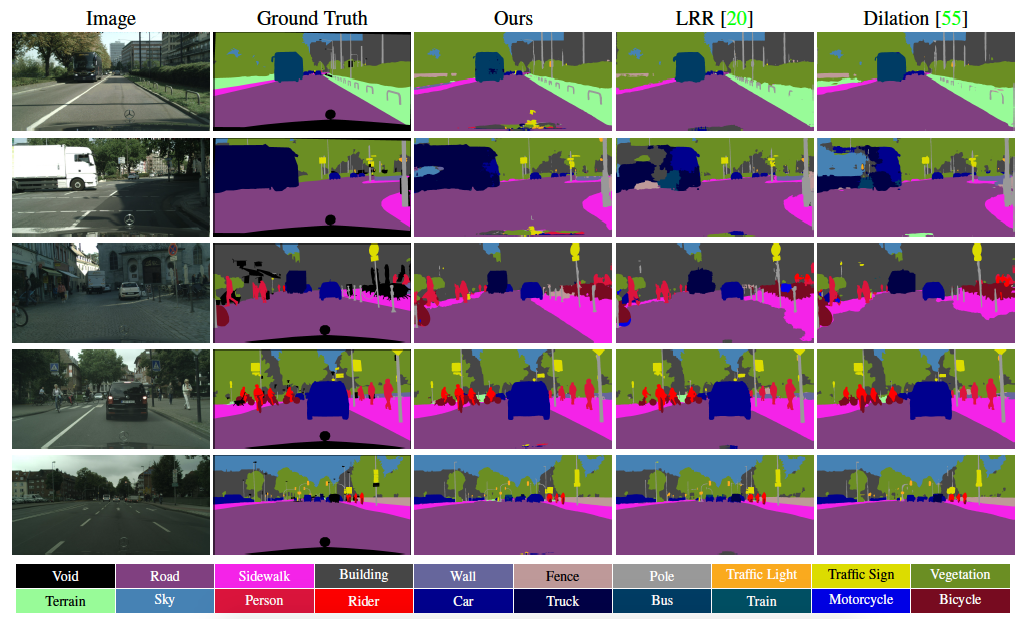 Image Ground Truth Ours LRR [20] Dilation [55]
Void Road Sidewalk Building Wall Fence Pole Traffic Light Traffic Sign Vegetation
Terrain Sky Person Rider Car Truck Bus Train Motorcycle Bicycle